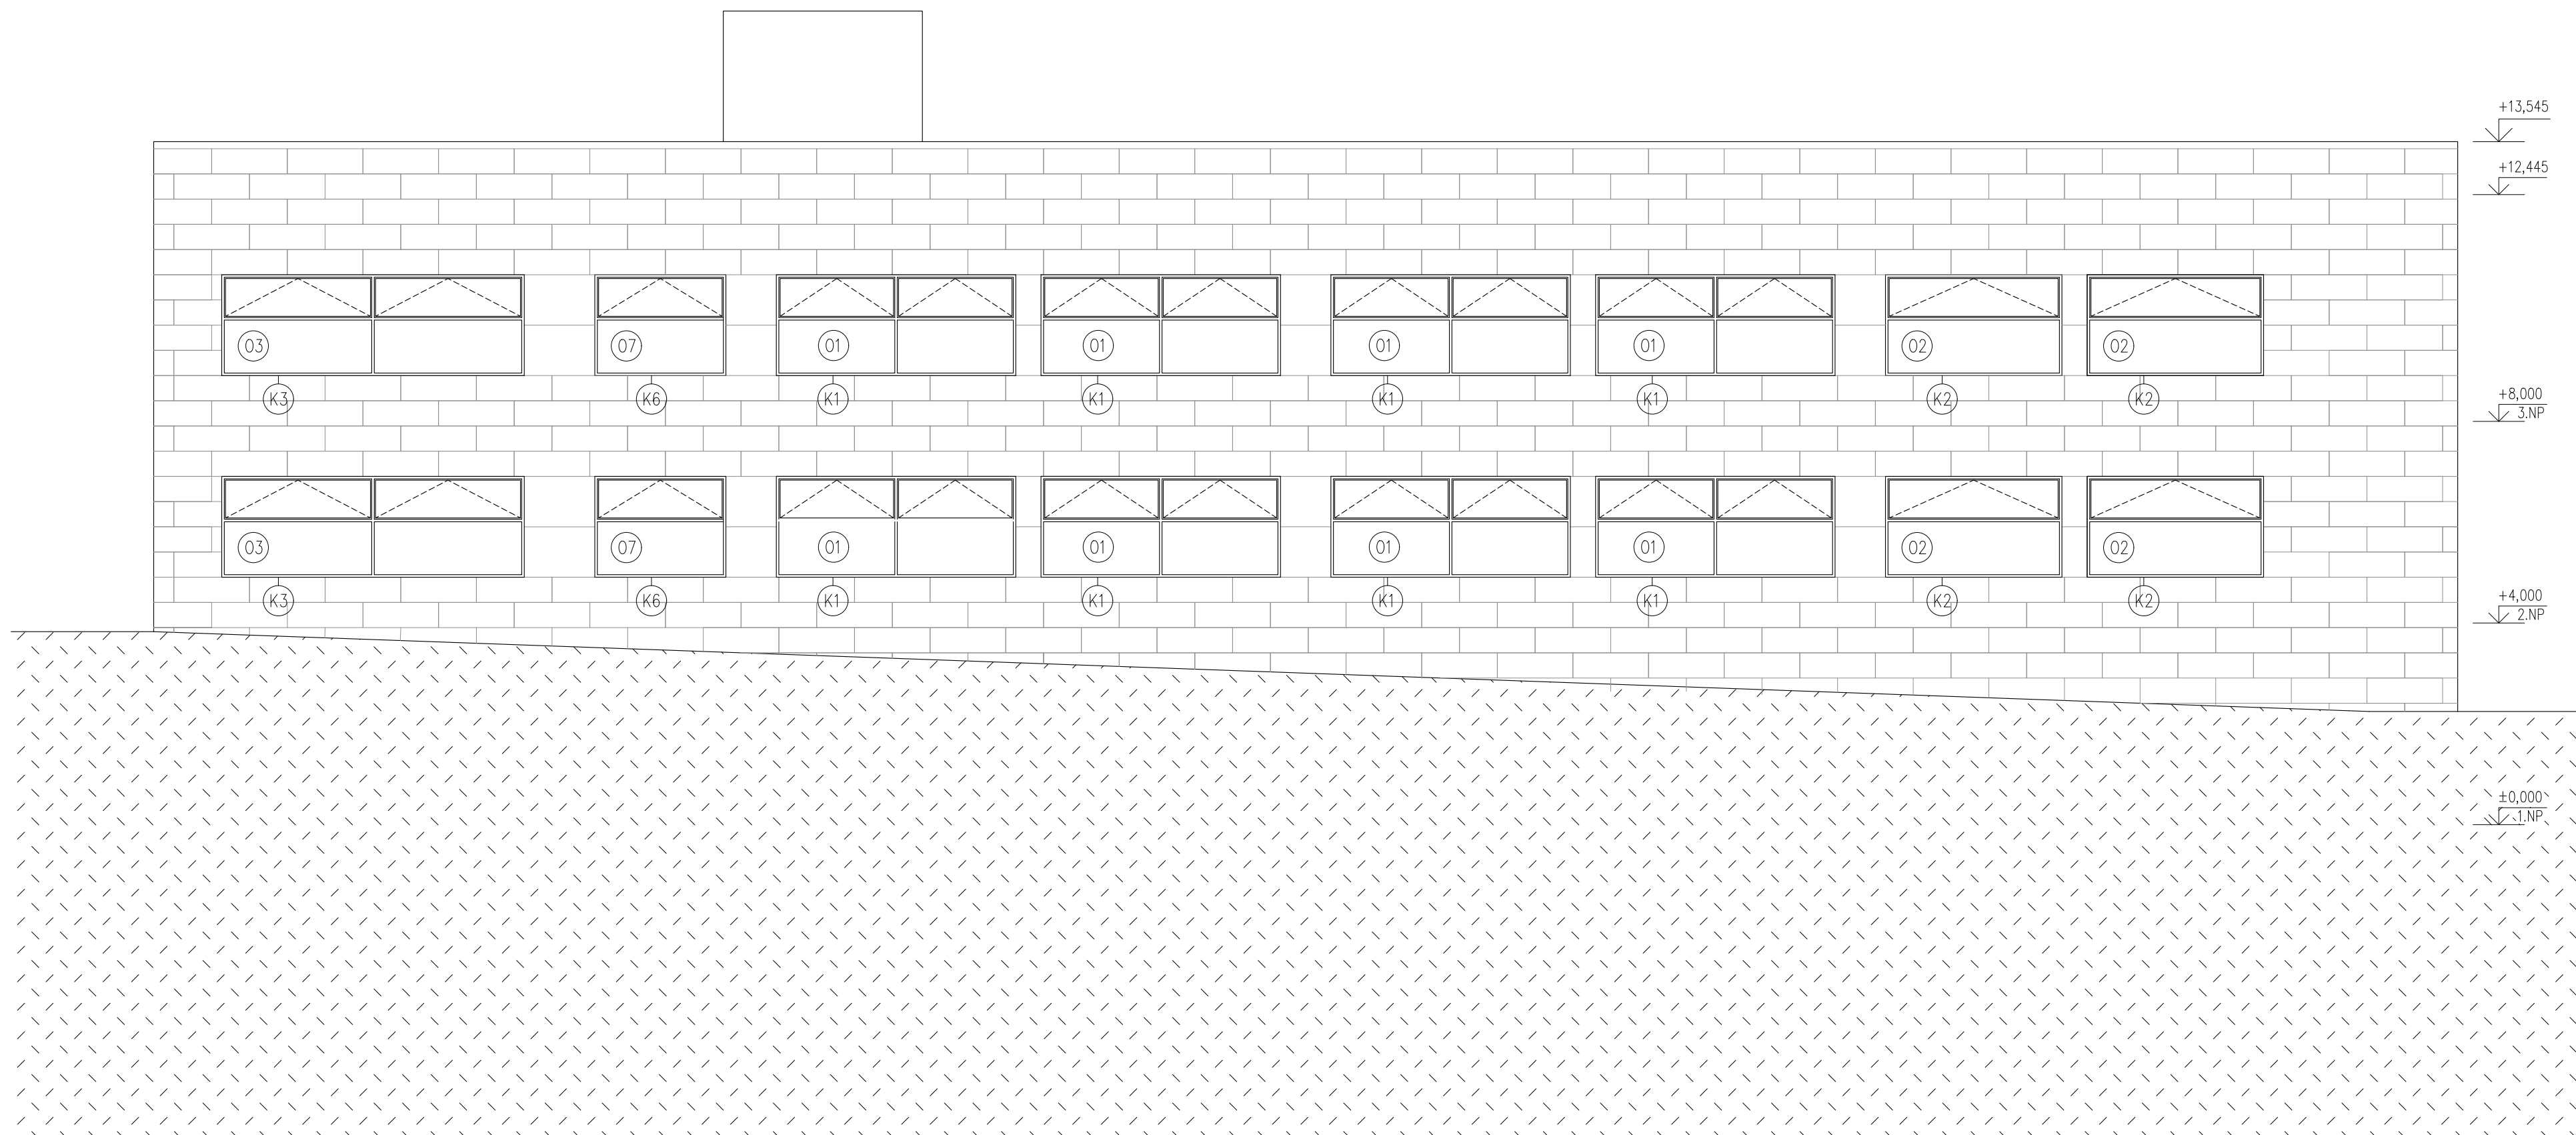 +13,545
+12,445
03 07 01 01 01 01 02 02
K3 K6 K1 K1 K1 K1 K2 K2
+8,000
3.NP
03 07 01 01 01 01 02 02
K3 K6 K1 K1 K1 K1 K2 K2
+4,000
2.NP
±0,000
1.NP